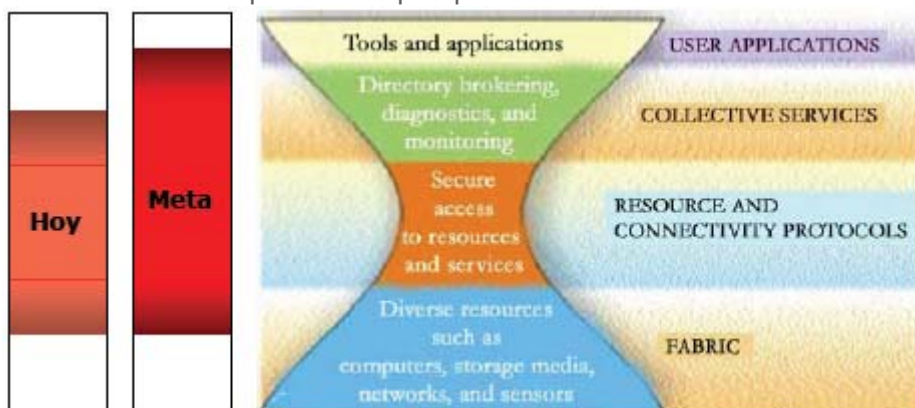 Hoy
Meta
Tools and applications
Directory brokering,
diagnostics, and
monitoring
Secure
access
to resources
and services
Diverse resources
such as
computers, storage media,
networks, and sensors
USER APPLICATIONS
COLLECTIVE SERVICES
RESOURCE AND
CONNECTIVITY PROTOCOLS
FABRIC